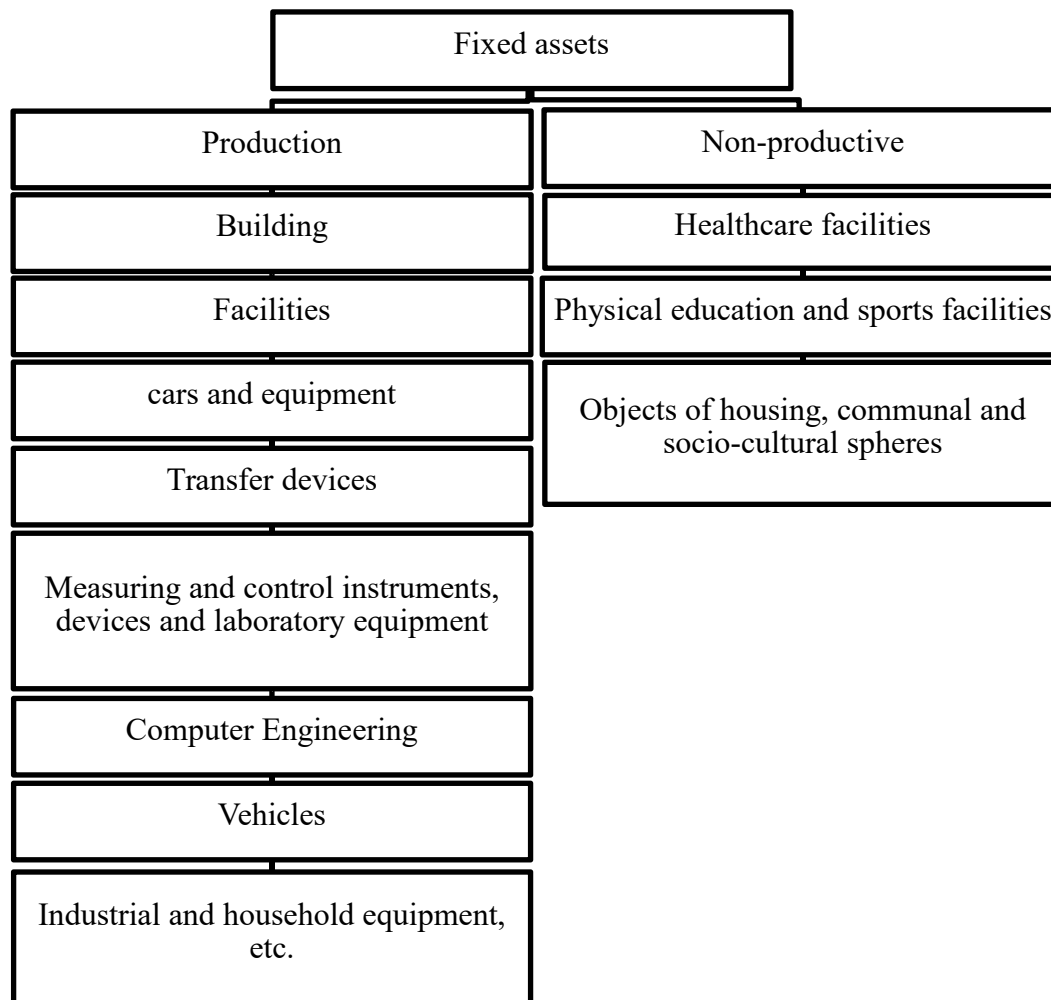 Fixed assets
Production
Building
Facilities
cars and equipment
Transfer devices
Measuring and control instruments,
devices and laboratory equipment
Computer Engineering
Vehicles
Industrial and household equipment,
etc.
Non-productive
Healthcare facilities
Physical education and sports facilities
Objects of housing, communal and
socio-cultural spheres